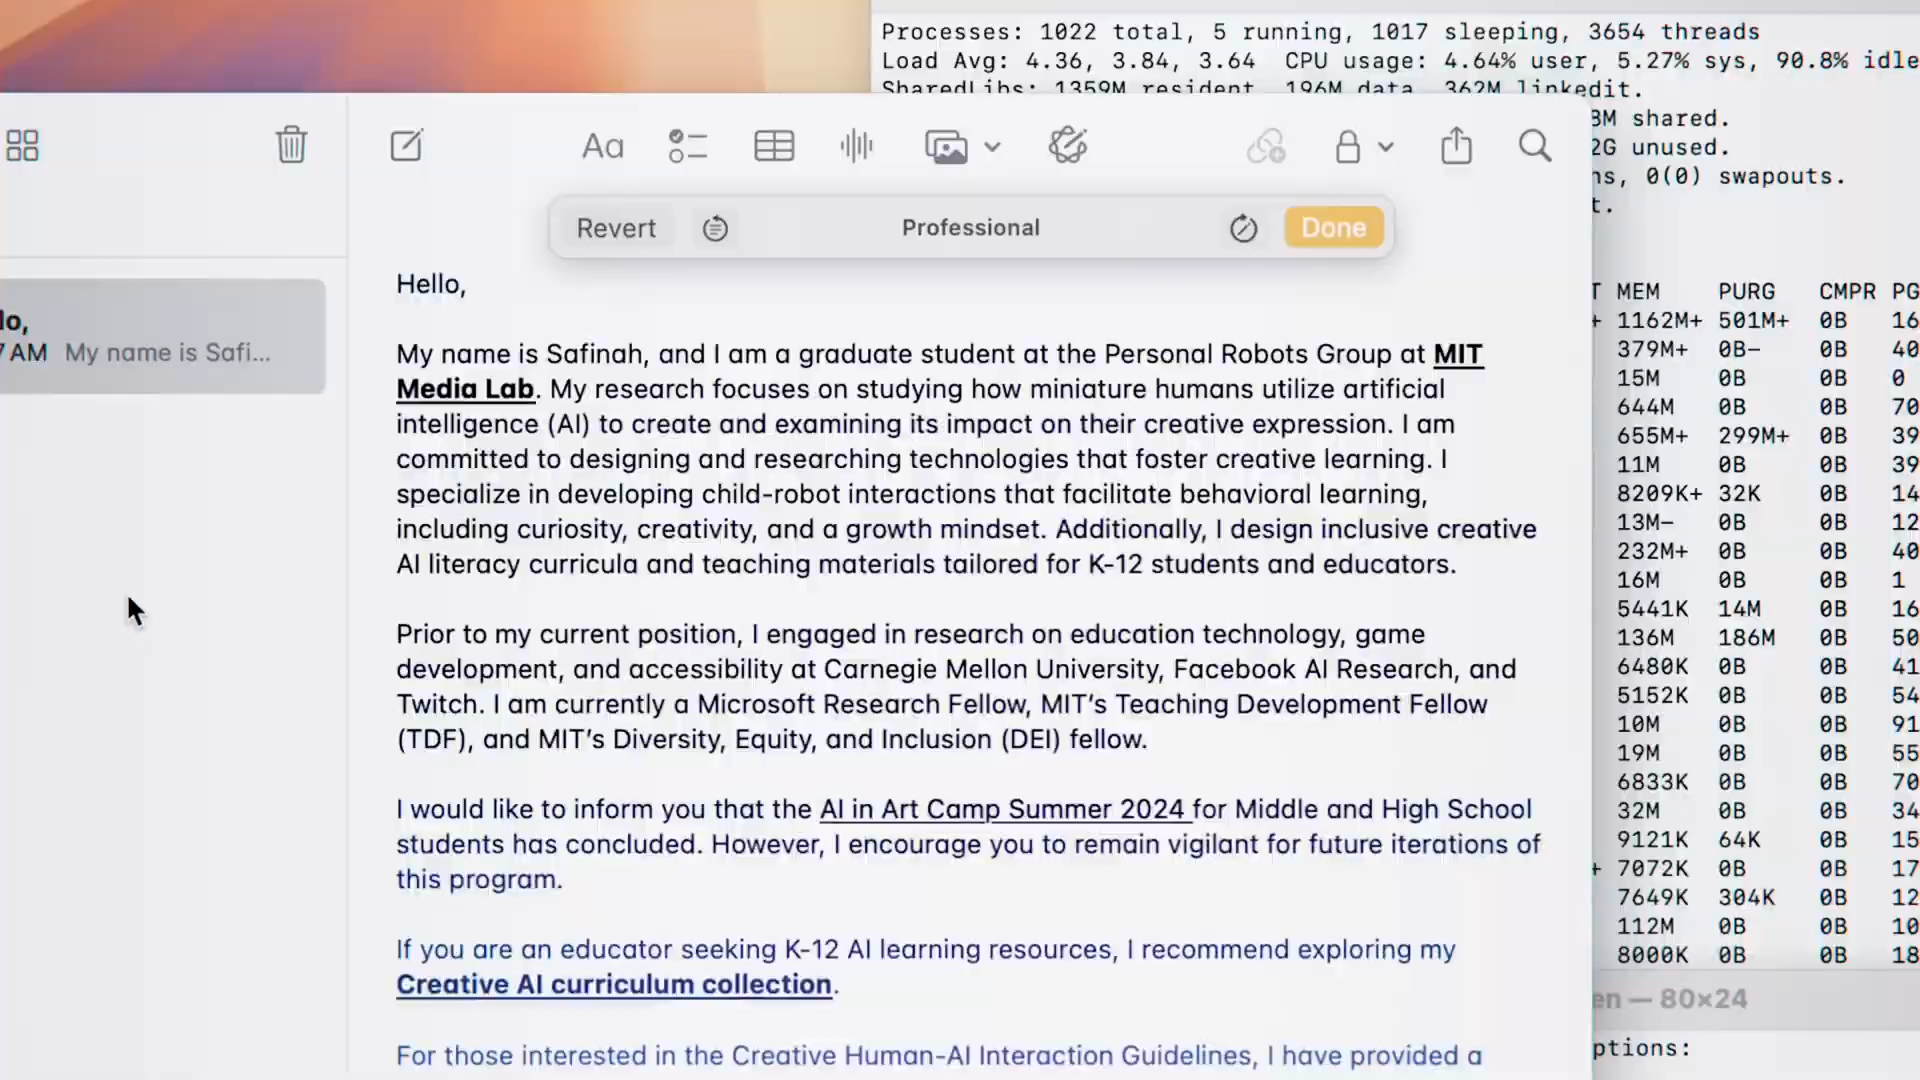 Processes: 1022 total, 5 running, 1017 sleeping, 3654 threads
Load Avg: 4.36, 3.84, 3.64 CPU usage: 4.64% user, 5.27% sys, 90.8% idle
SharedLibs: 1359M resident, 196M data, 362M linkedit.
8M shared.
2G unused.
ns, 0(0) swapouts.
t.
Aa
Revert
Professional
Done
lo,
7 AM My name is Safi...
Hello,
My name is Safinah, and I am a graduate student at the Personal Robots Group at MIT
Media Lab. My research focuses on studying how miniature humans utilize artificial
intelligence (AI) to create and examining its impact on their creative expression. I am
committed to designing and researching technologies that foster creative learning. I
specialize in developing child-robot interactions that facilitate behavioral learning,
including curiosity, creativity, and a growth mindset. Additionally, I design inclusive creative
AI literacy curricula and teaching materials tailored for K-12 students and educators.
Prior to my current position, I engaged in research on education technology, game
development, and accessibility at Carnegie Mellon University, Facebook AI Research, and
Twitch. I am currently a Microsoft Research Fellow, MIT's Teaching Development Fellow
(TDF), and MIT's Diversity, Equity, and Inclusion (DEI) fellow.
I would like to inform you that the AI in Art Camp Summer 2024 for Middle and High School
students has concluded. However, I encourage you to remain vigilant for future iterations of
this program.
If you are an educator seeking K-12 AI learning resources, I recommend exploring my
Creative AI curriculum collection.
For those interested in the Creative Human-AI Interaction Guidelines, I have provided a
T MEM PURG CMPR PG
+ 1162M+ 501M+ 0B 16
379M+ 0B- 0B 40
15M 0B 0B 0
644M 0B 0B 70
655M+ 299M+ 0B 39
11M 0B 0B 39
8209K+ 32K 0B 14
13M- 0B 0B 12
232M+ 0B 0B 40
16M 0B 0B 1
5441K 14M 0B 16
136M 186M 0B 50
6480K 0B 0B 41
5152K 0B 0B 54
10M 0B 0B 91
19M 0B 0B 55
6833K 0B 0B 70
32M 0B 0B 34
9121K 64K 0B 15
+ 7072K 0B 0B 17
7649K 304K 0B 12
112M 0B 0B 10
8000K 0B 0B 18
en — 80×24
ptions: